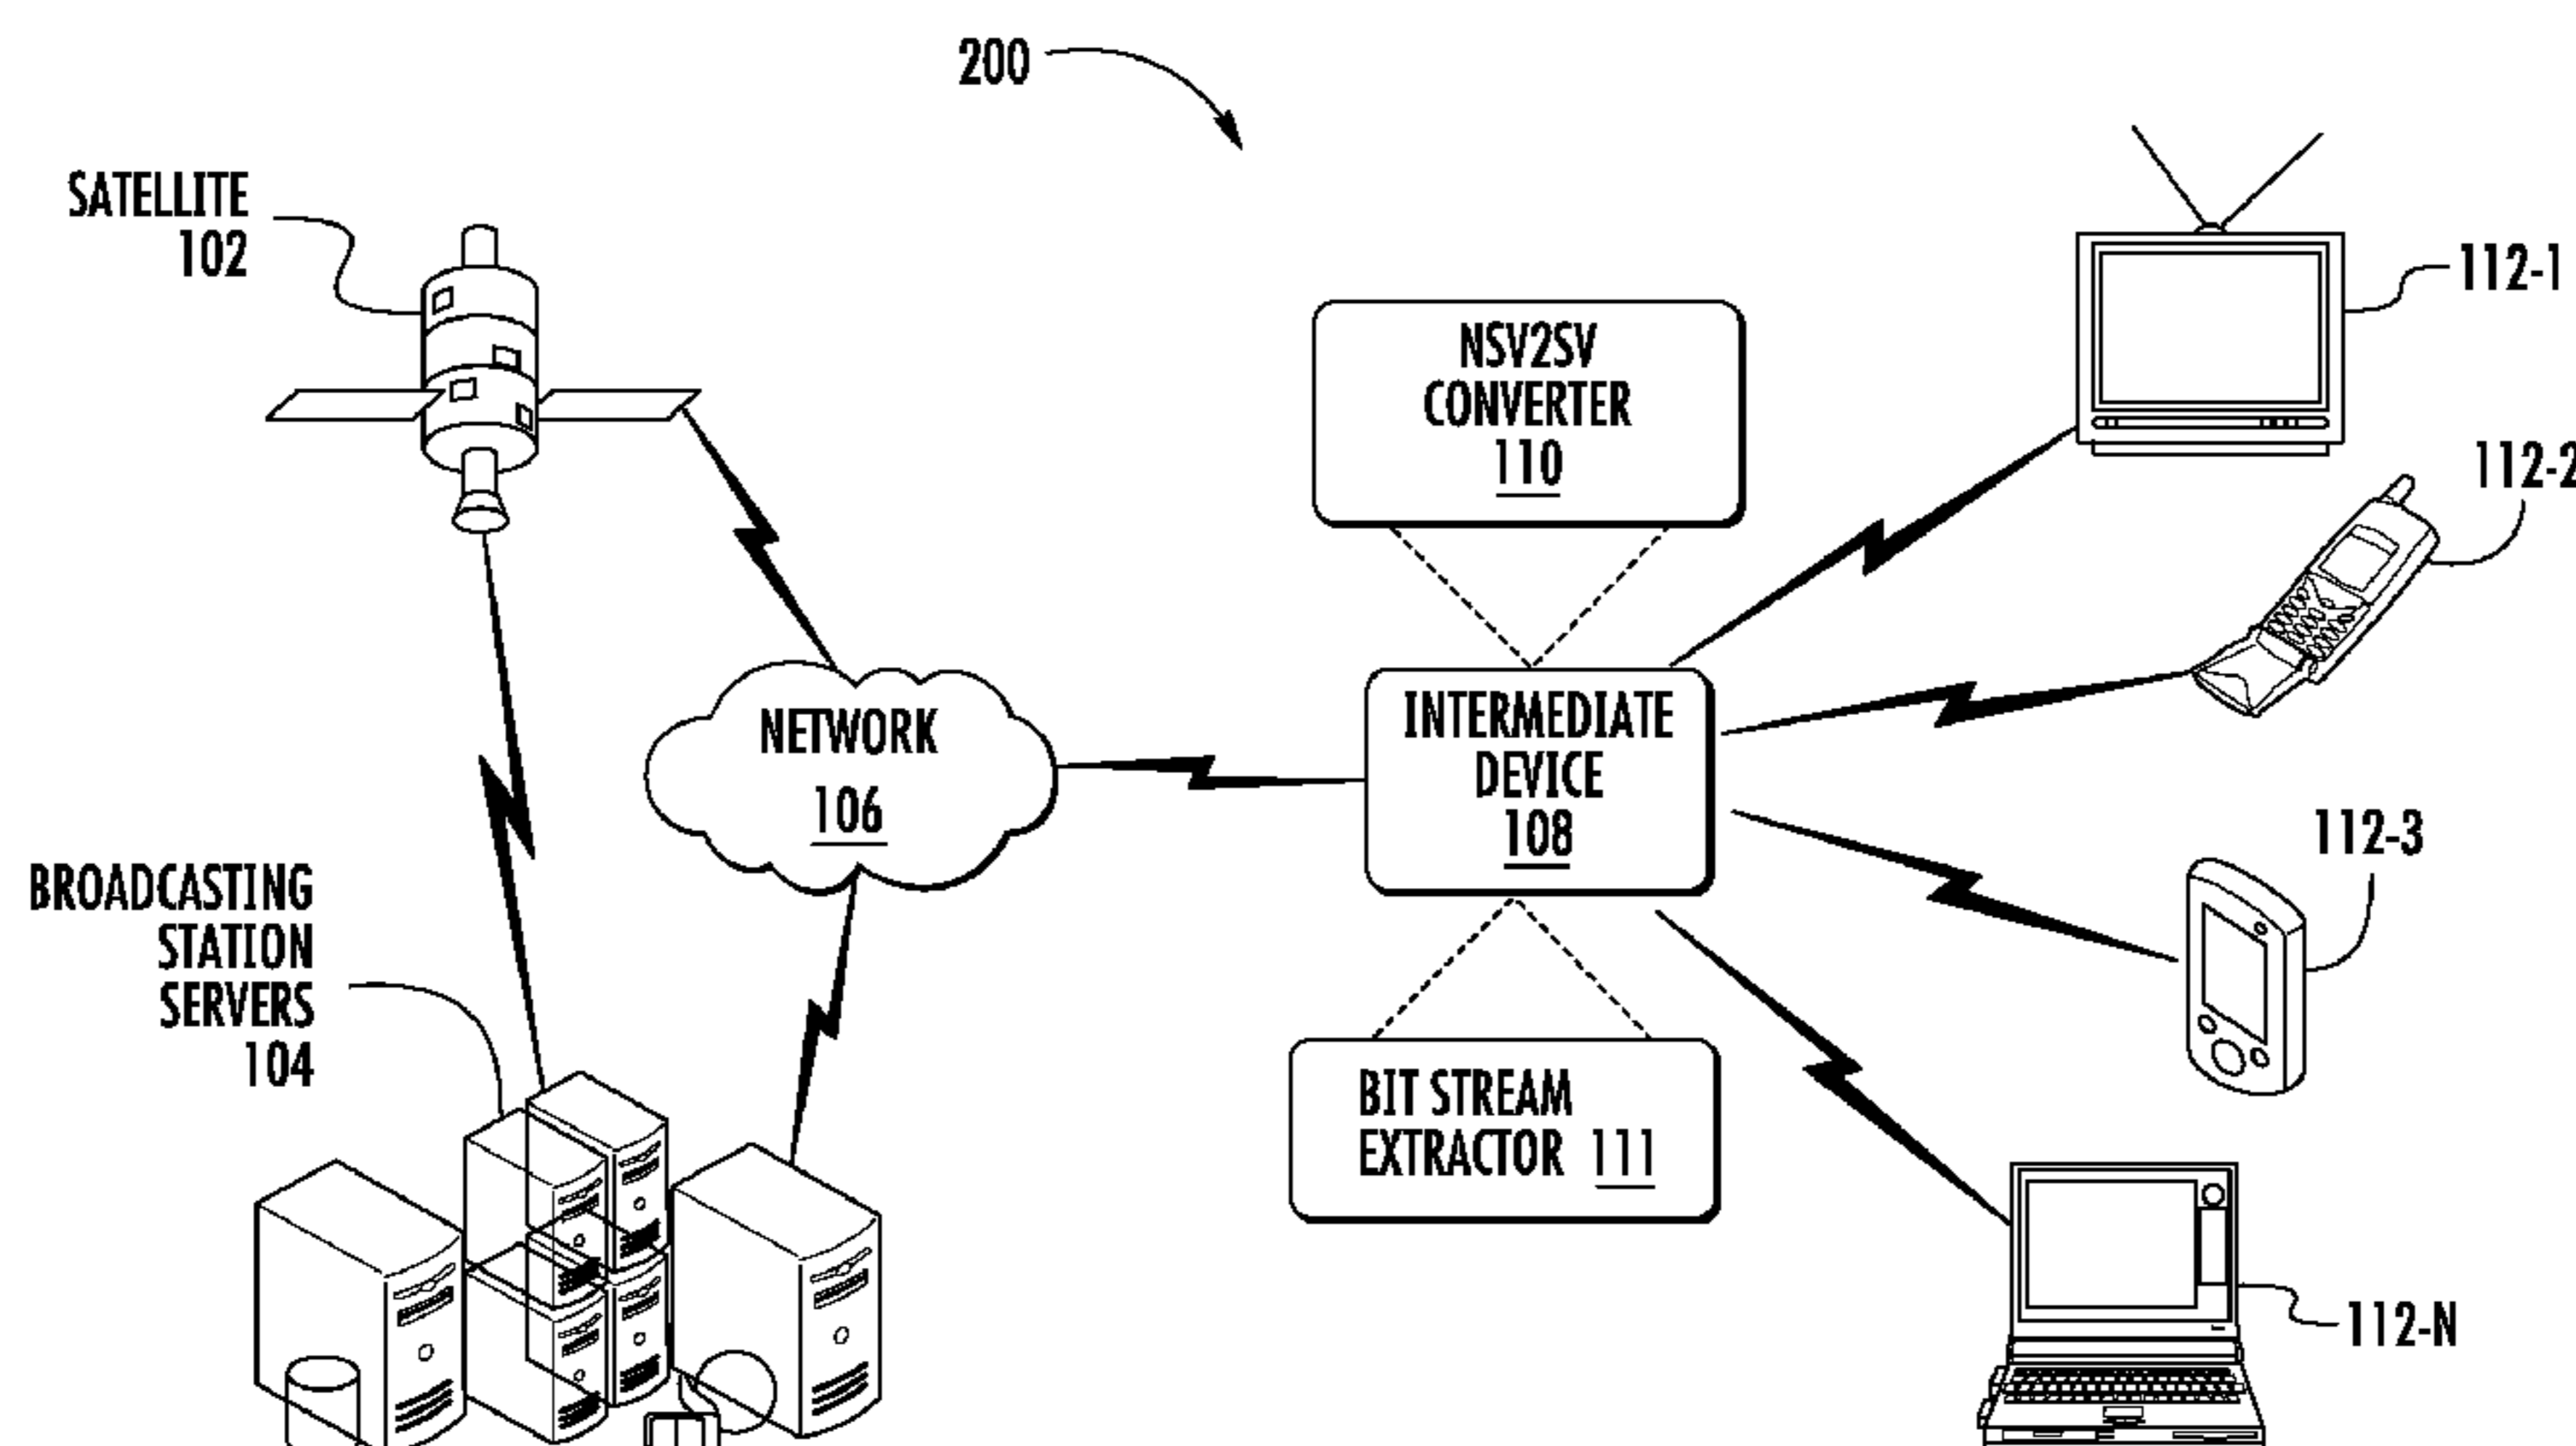 200
SATELLITE
102
112-1
NSV2SV
CONVERTER
110
112-2
NETWORK
106
INTERMEDIATE
DEVICE
108
112-3
BROADCASTING
STATION
SERVERS
104
BIT STREAM
EXTRACTOR 111
112-N